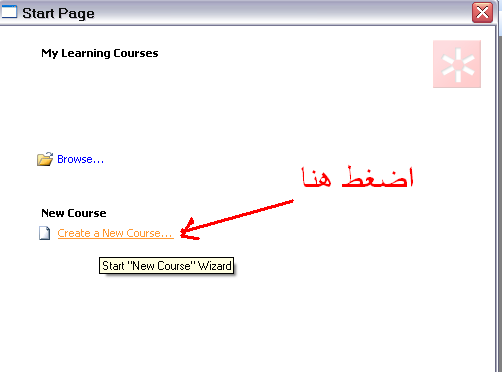 Start Page
My Learning Courses
Browse...
اضغط هنا
New Course
Create a New Course...
Start "New Course" Wizard